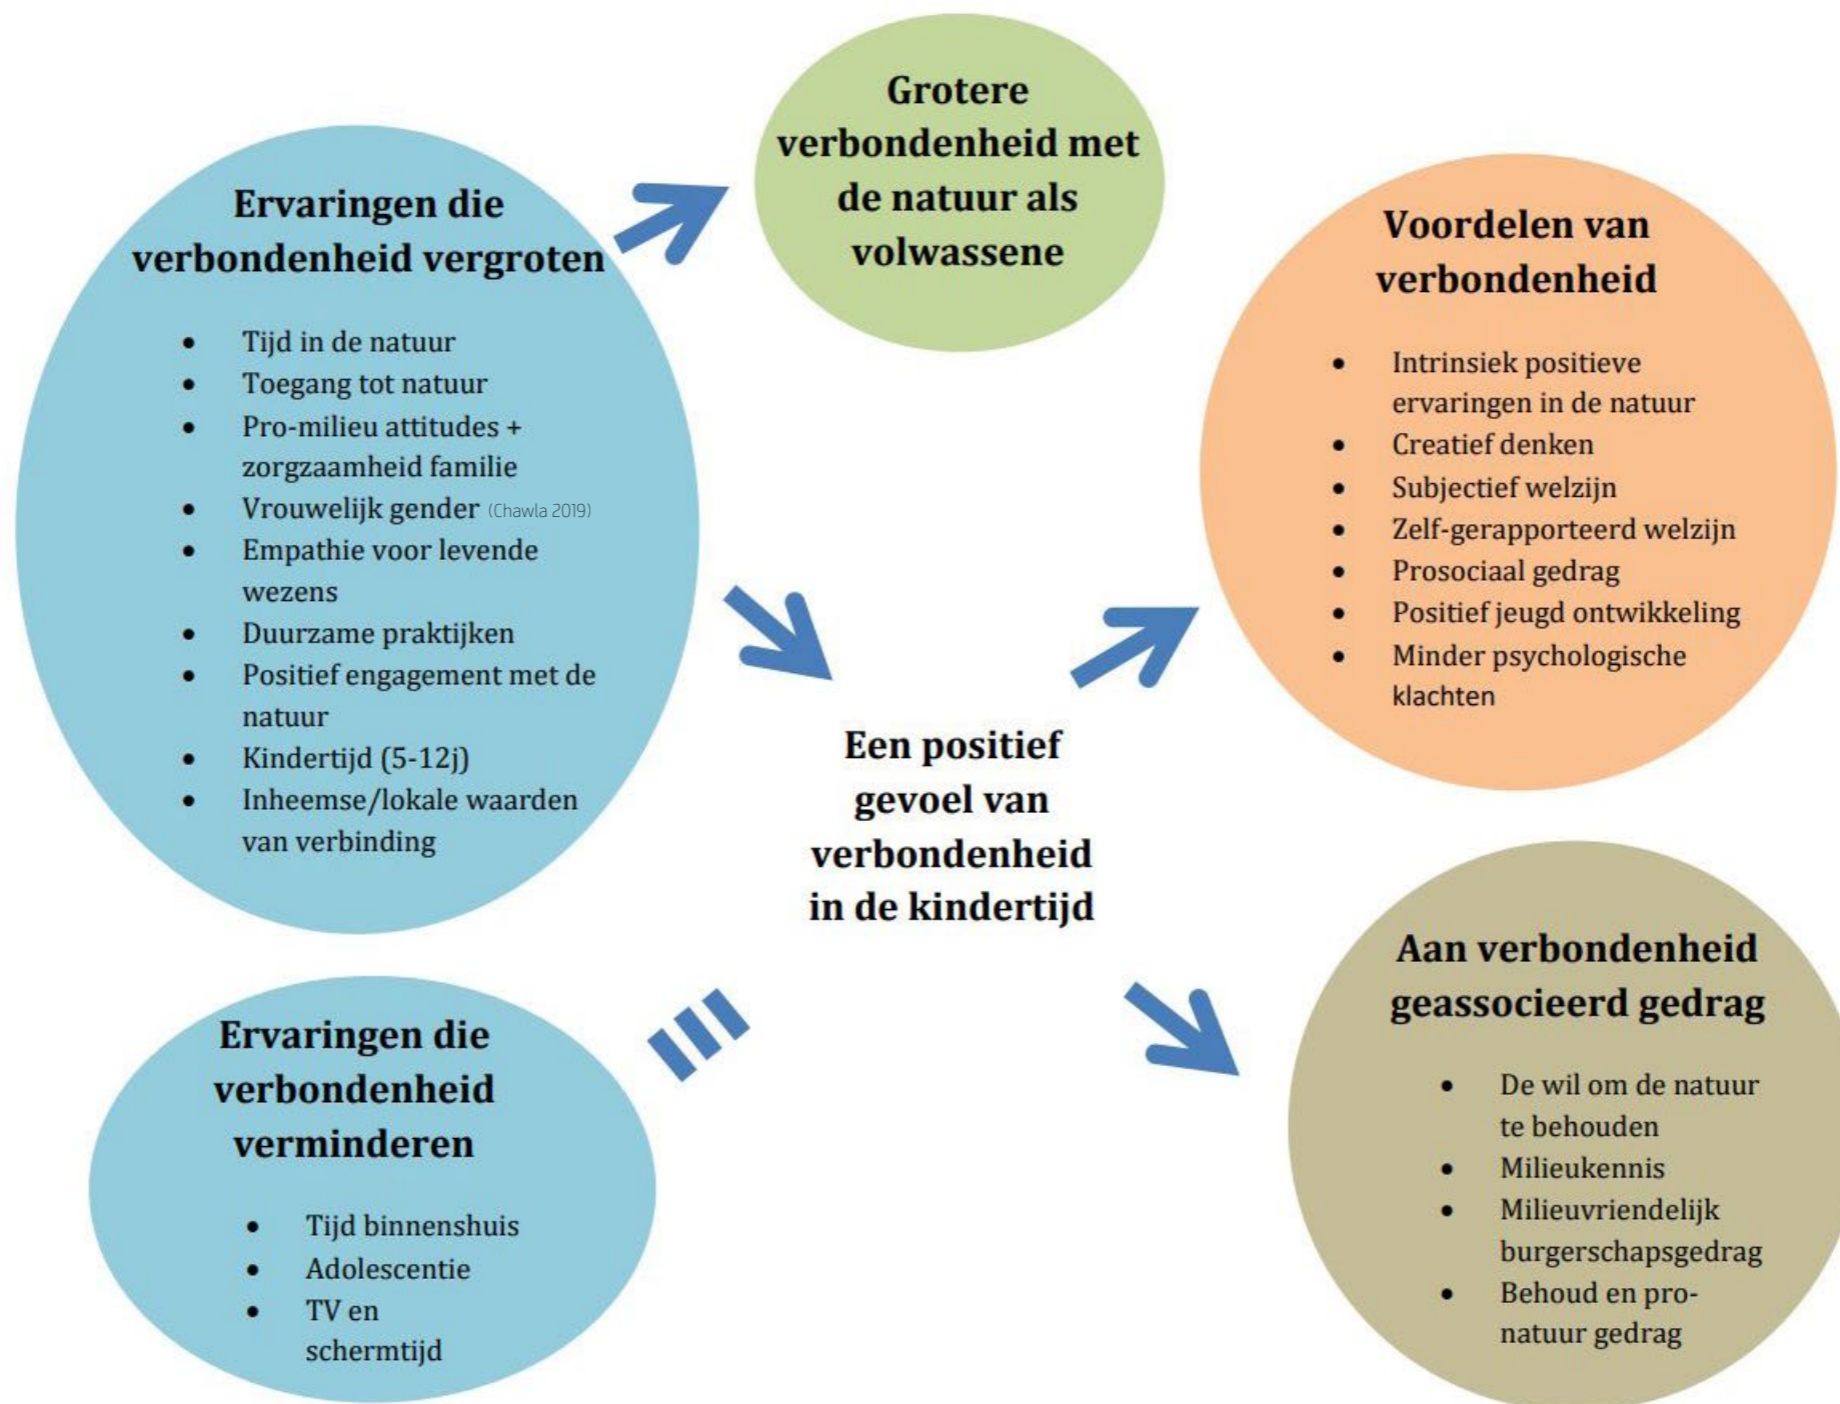 Grotere
verbondenheid met
de natuur als
volwassene
Ervaringen die
verbondenheid vergroten
• Tijd in de natuur
• Toegang tot natuur
• Pro-milieu attitudes +
zorgzaamheid familie
• Vrouwelijk gender (Chawla 2019)
• Empathie voor levende
wezens
• Duurzame praktijken
• Positief engagement met de
natuur
• Kindertijd (5-12j)
• Inheemse/lokale waarden
van verbinding
Voordelen van
verbondenheid
• Intrinsiek positieve
ervaringen in de natuur
• Creatief denken
• Subjectief welzijn
• Zelf-gerapporteerd welzijn
• Prosociaal gedrag
• Positief jeugd ontwikkeling
• Minder psychologische
klachten
Een positief
gevoel van
verbondenheid
in de kindertijd
Ervaringen die
verbondenheid
verminderen
• Tijd binnenshuis
• Adolescentie
• TV en
schermtijd
Aan verbondenheid
geassocieerd gedrag
• De wil om de natuur
te behouden
• Milieukennis
• Milieuvriendelijk
burgerschapsgedrag
• Behoud en pro-
natuur gedrag